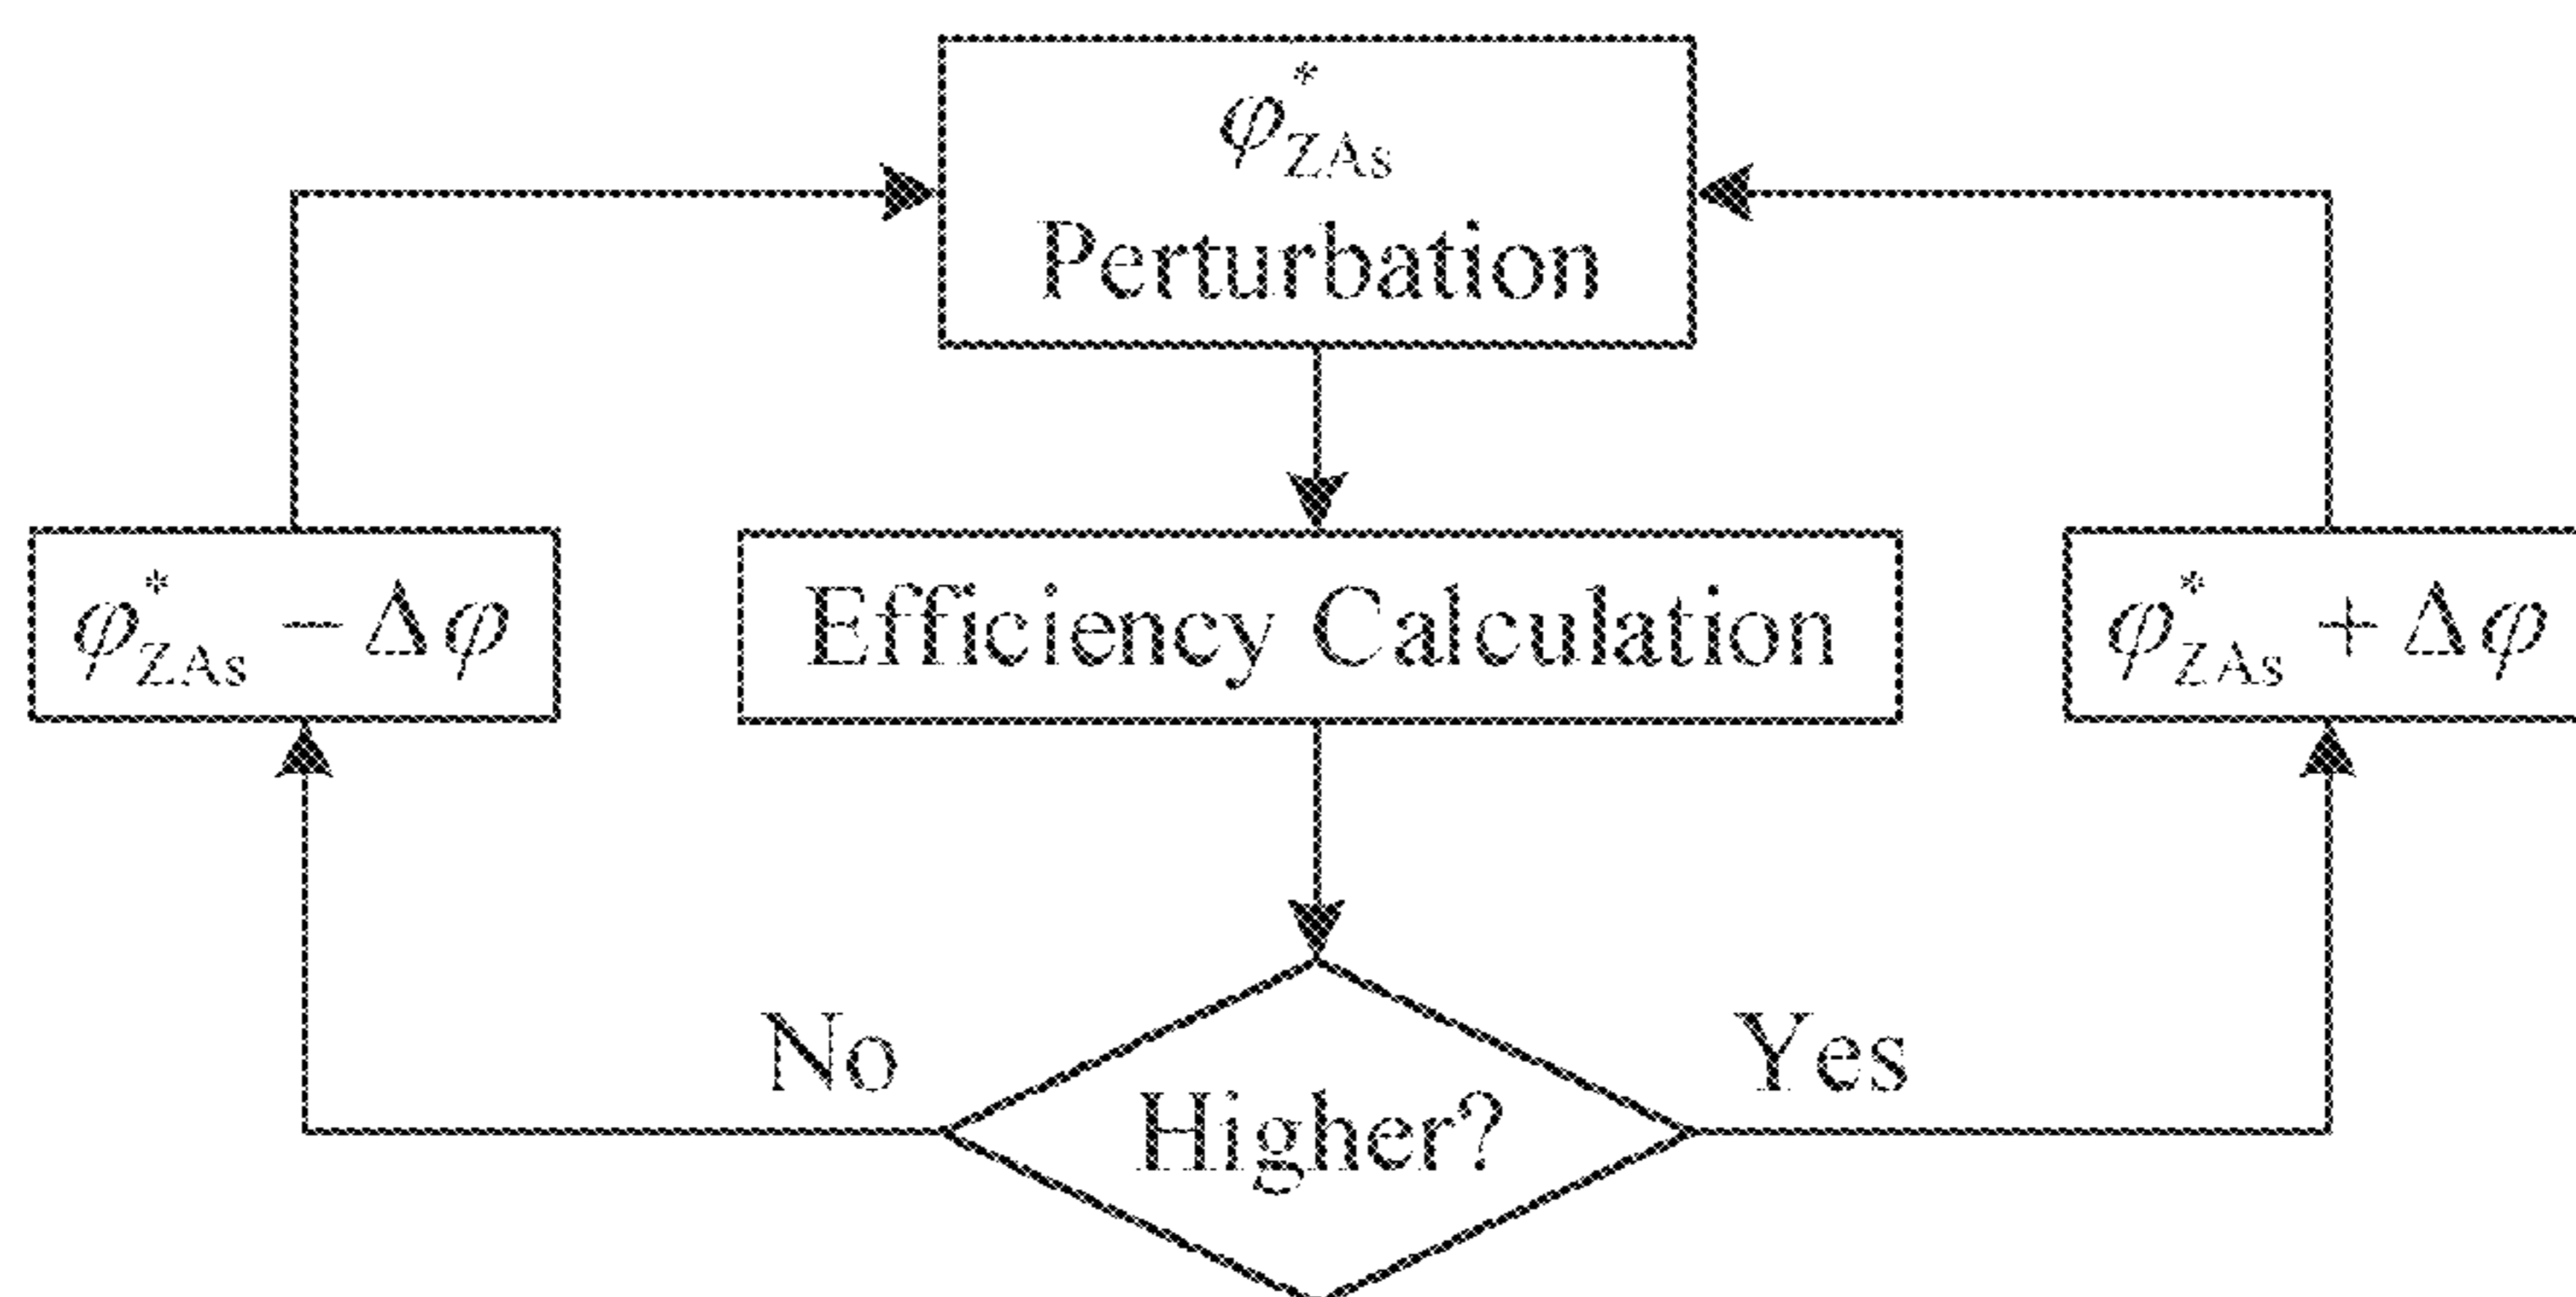 φ*ZAs
Perturbation
φ*ZAs − Δφ
Efficiency Calculation
φ*ZAs + Δφ
No
Yes
Higher?